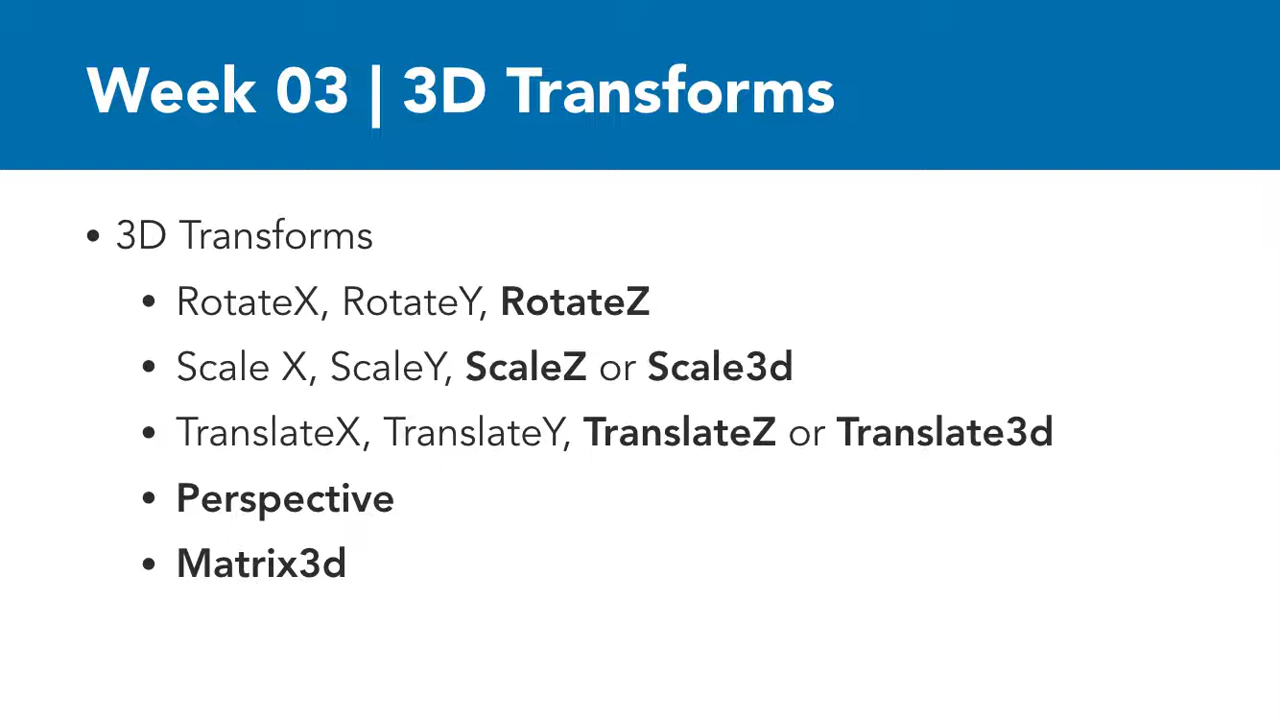 Week 03 | 3D Transforms
• 3D Transforms
• RotateX, RotateY, RotateZ
• Scale X, ScaleY, ScaleZ or Scale3d
• TranslateX, TranslateY, TranslateZ or Translate3d
• Perspective
• Matrix3d